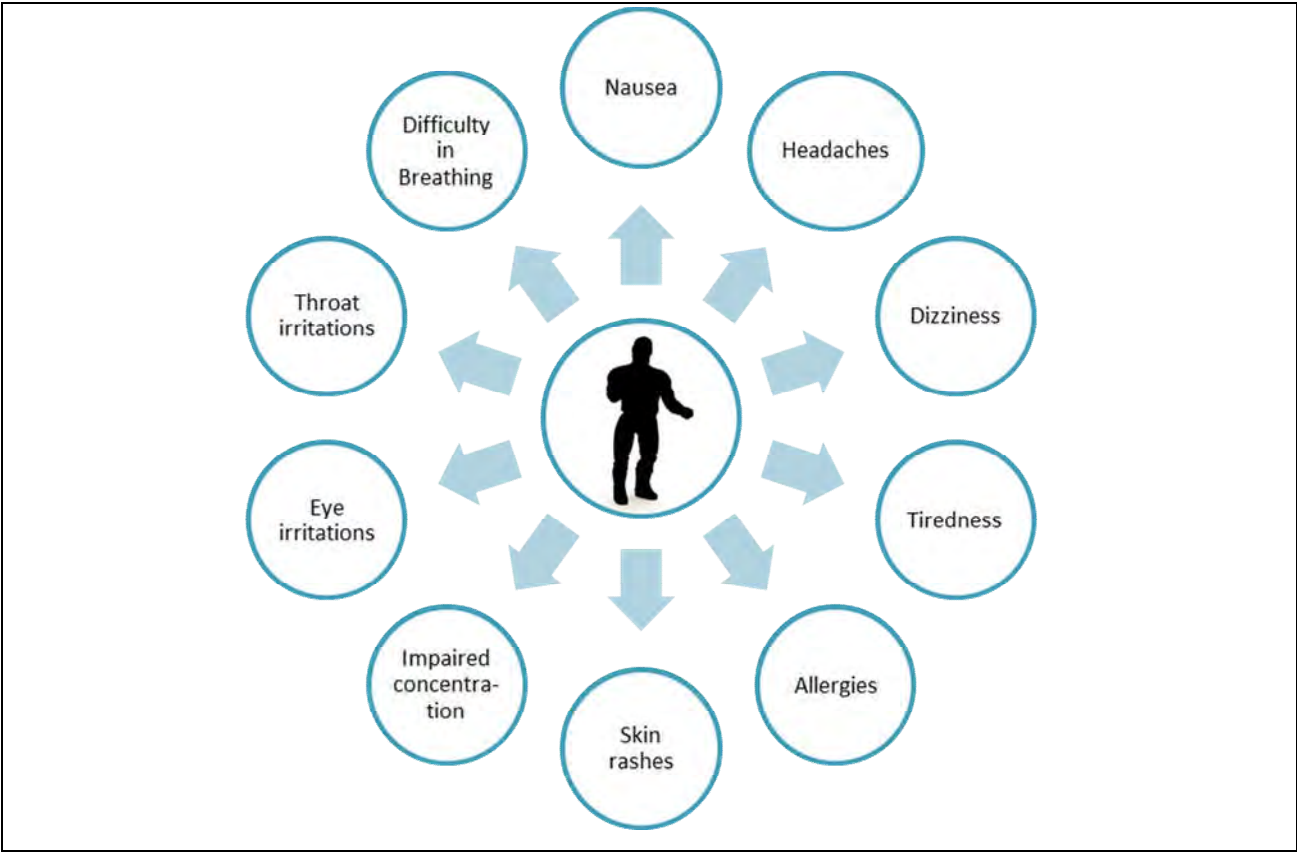 Nausea
Headaches
Dizziness
Tiredness
Allergies
Skin
rashes
Impaired
concentra-
tion
Eye
irritations
Throat
irritations
Difficulty
in
Breathing